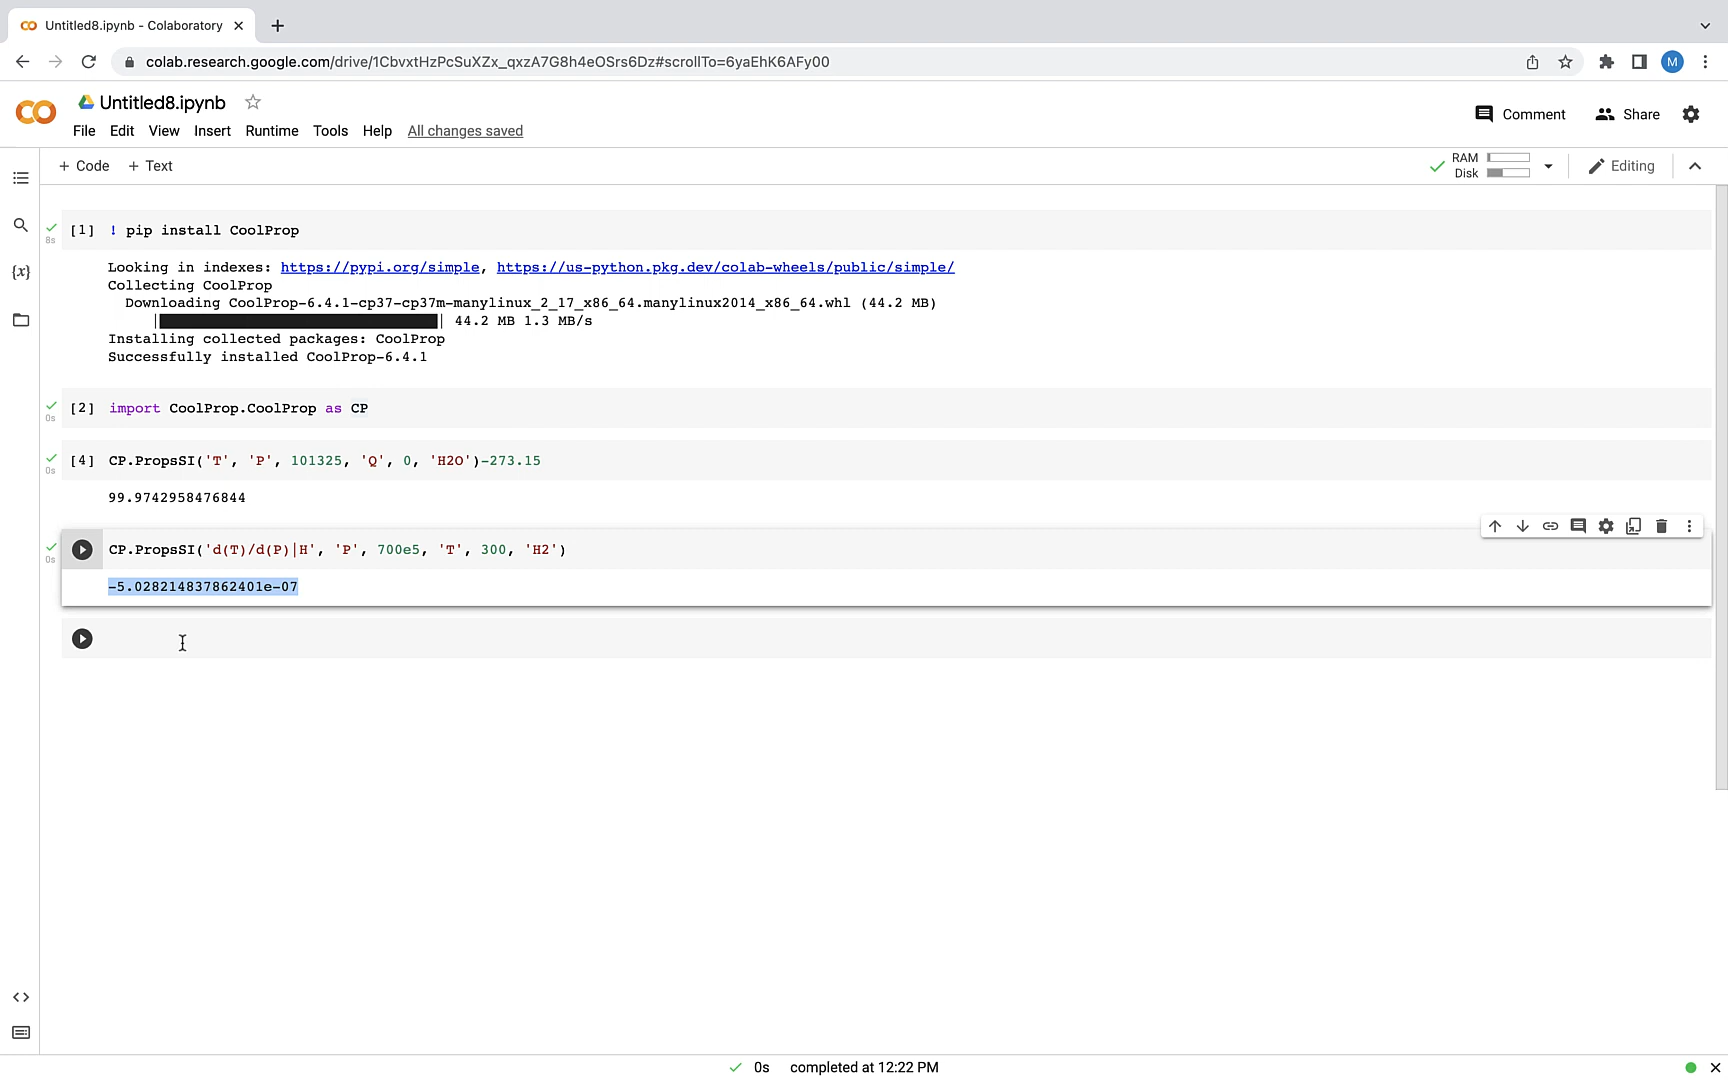 Untitled8.ipynb - Colaboratory
colab.research.google.com/drive/1CbvxtHzPcSuXZx_qxzA7G8h4eOSrs6Dz#scrollTo=6yaEhK6AFy00
M
Untitled8.ipynb
Comment
Share
File Edit View Insert Runtime Tools Help All changes saved
+ Code + Text
RAM
Disk
Editing
8s
[1] ! pip install CoolProp
{x}
Looking in indexes: https://pypi.org/simple, https://us-python.pkg.dev/colab-wheels/public/simple/
Collecting CoolProp
Downloading CoolProp-6.4.1-cp37-cp37m-manylinux_2_17_x86_64.manylinux2014_x86_64.whl (44.2 MB)
|████████████████████████████████| 44.2 MB 1.3 MB/s
Installing collected packages: CoolProp
Successfully installed CoolProp-6.4.1
0s
[2] import CoolProp.CoolProp as CP
0s
[4] CP.PropsSI('T', 'P', 101325, 'Q', 0, 'H2O')-273.15
99.9742958476844
0s
CP.PropsSI('d(T)/d(P)|H', 'P', 700e5, 'T', 300, 'H2')
-5.028214837862401e-07
0s completed at 12:22 PM